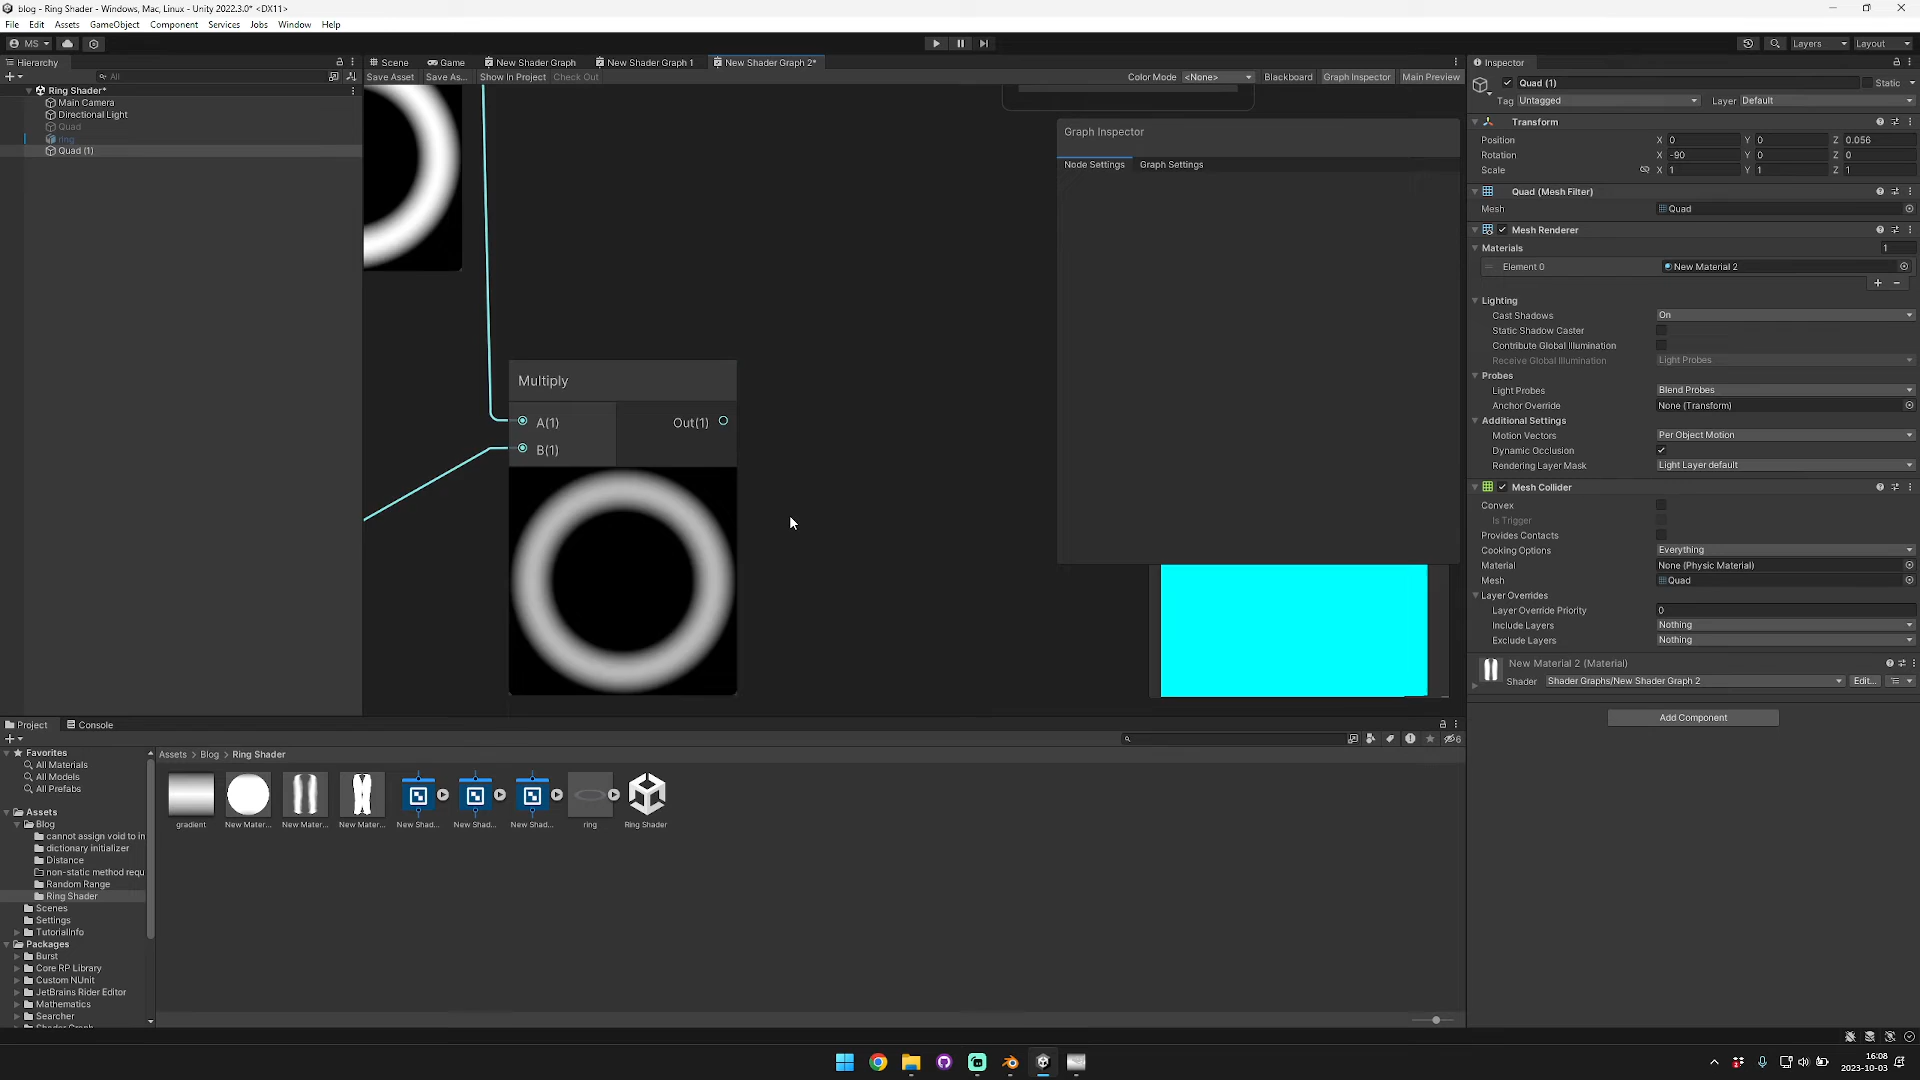 blog - Ring Shader - Windows, Mac, Linux - Unity 2022.3.0* <DX11>
File Edit Assets GameObject Component Services Jobs Window Help
MS Layers Layout
Hierarchy Scene Game New Shader Graph New Shader Graph 1 New Shader Graph 2* Inspector
All Save Asset Save As... Show in Project Check Out Color Mode <None> Blackboard Graph Inspector Main Preview
Ring Shader*
Main Camera
Directional Light
Quad
ring
Quad (1)
Multiply
A(1) Out(1)
B(1)
Graph Inspector
Node Settings Graph Settings
Quad (1) Static
Tag Untagged Layer Default
Transform
Position X 0 Y 0 Z 0.056
Rotation X -90 Y 0 Z 0
Scale X 1 Y 1 Z 1
Quad (Mesh Filter)
Mesh Quad
Mesh Renderer
Materials 1
Element 0 New Material 2
Lighting
Cast Shadows On
Static Shadow Caster
Contribute Global Illumination
Receive Global Illumination Light Probes
Probes
Light Probes Blend Probes
Anchor Override None (Transform)
Additional Settings
Motion Vectors Per Object Motion
Dynamic Occlusion
Rendering Layer Mask Light Layer default
Mesh Collider
Convex
Is Trigger
Provides Contacts
Cooking Options Everything
Material None (Physic Material)
Mesh Quad
Layer Overrides
Layer Override Priority 0
Include Layers Nothing
Exclude Layers Nothing
New Material 2 (Material)
Shader Shader Graphs/New Shader Graph 2 Edit...
Add Component
Project Console
6
Favorites
All Materials
All Models
All Prefabs
Assets
Blog
cannot assign void to in
dictionary initializer
Distance
non-static method requ
Random Range
Ring Shader
Scenes
Settings
TutorialInfo
Packages
Burst
Core RP Library
Custom NUnit
JetBrains Rider Editor
Mathematics
Searcher
Assets > Blog > Ring Shader
gradient New Mater... New Mater... New Mater... New Shad... New Shad... New Shad... ring Ring Shader
16:08
2023-10-03